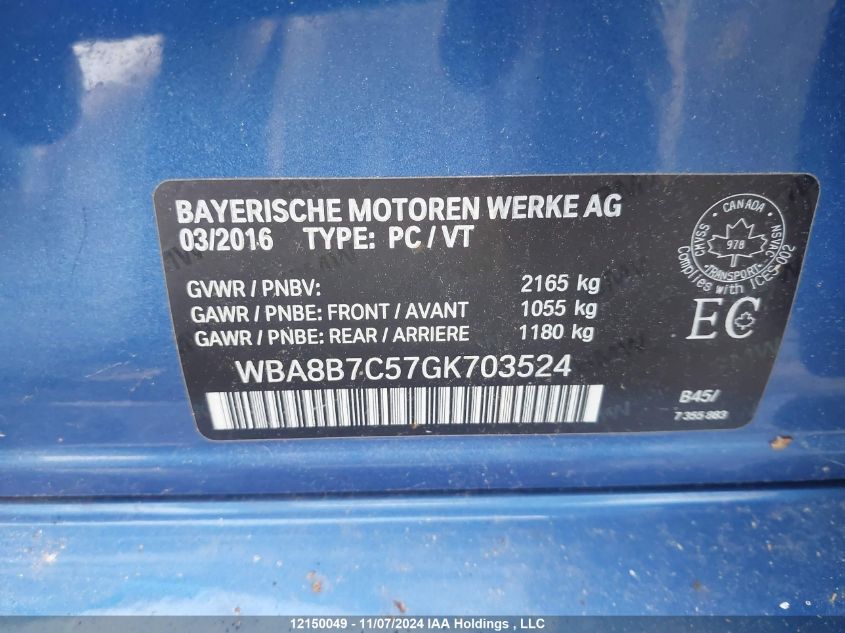 BAYERISCHE MOTOREN WERKE AG
03/2016 TYPE: PC / VT
GVWR / PNBV: 2165 kg
GAWR / PNBE: FRONT / AVANT 1055 kg
GAWR / PNBE: REAR / ARRIERE 1180 kg
WBA8B7C57GK703524
CANADA
CMVSS
NSVAC
978
TRANSPORT
Complies with ICES-002
EC
B45/
7 355 883
12150049 - 11/07/2024 IAA Holdings , LLC